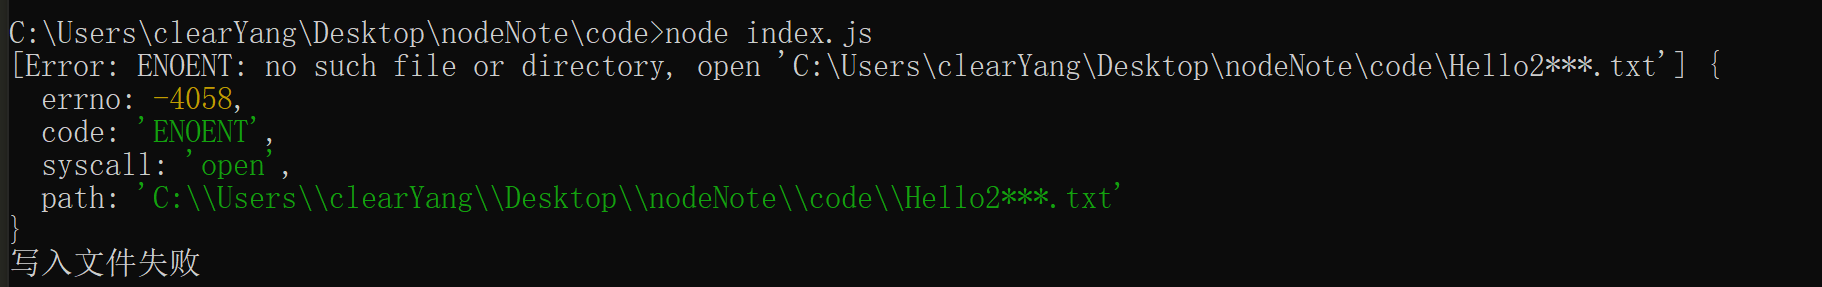 C:\Users\clearYang\Desktop\nodeNote\code>node index.js
[Error: ENOENT: no such file or directory, open 'C:\Users\clearYang\Desktop\nodeNote\code\Hello2***.txt'] {
  errno: -4058,
  code: 'ENOENT',
  syscall: 'open',
  path: 'C:\\Users\\clearYang\\Desktop\\nodeNote\\code\\Hello2***.txt'
}
写入文件失败